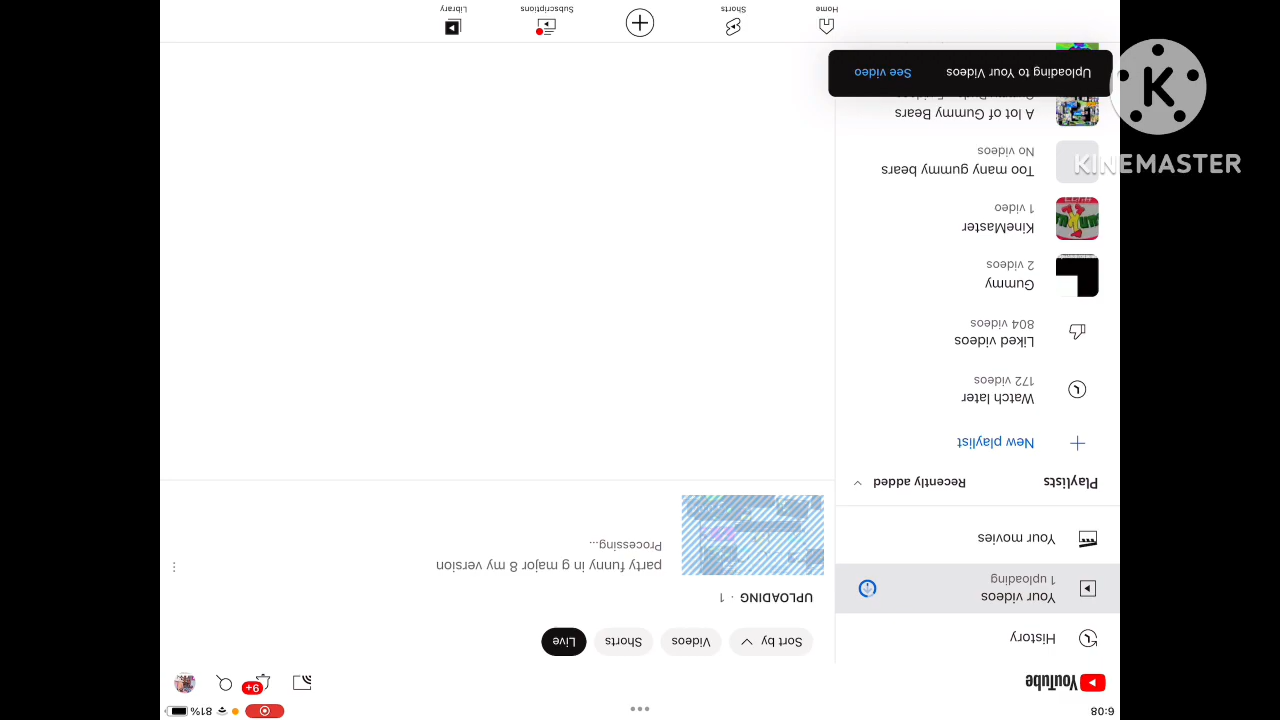 6:08
81%
YouTube
9+
History
Your videos
1 uploading
Your movies
Playlists
Recently added
New playlist
Watch later
172 videos
Liked videos
804 videos
Gummy
2 videos
KineMaster
1 video
Too many gummy bears
No videos
A lot of Gummy Bears
Sort by
Videos
Shorts
Live
UPLOADING · 1
party funny in g major 8 my version
Processing...
Uploading to Your Videos
See video
Home
Shorts
Subscriptions
Library
K
KINEMASTER